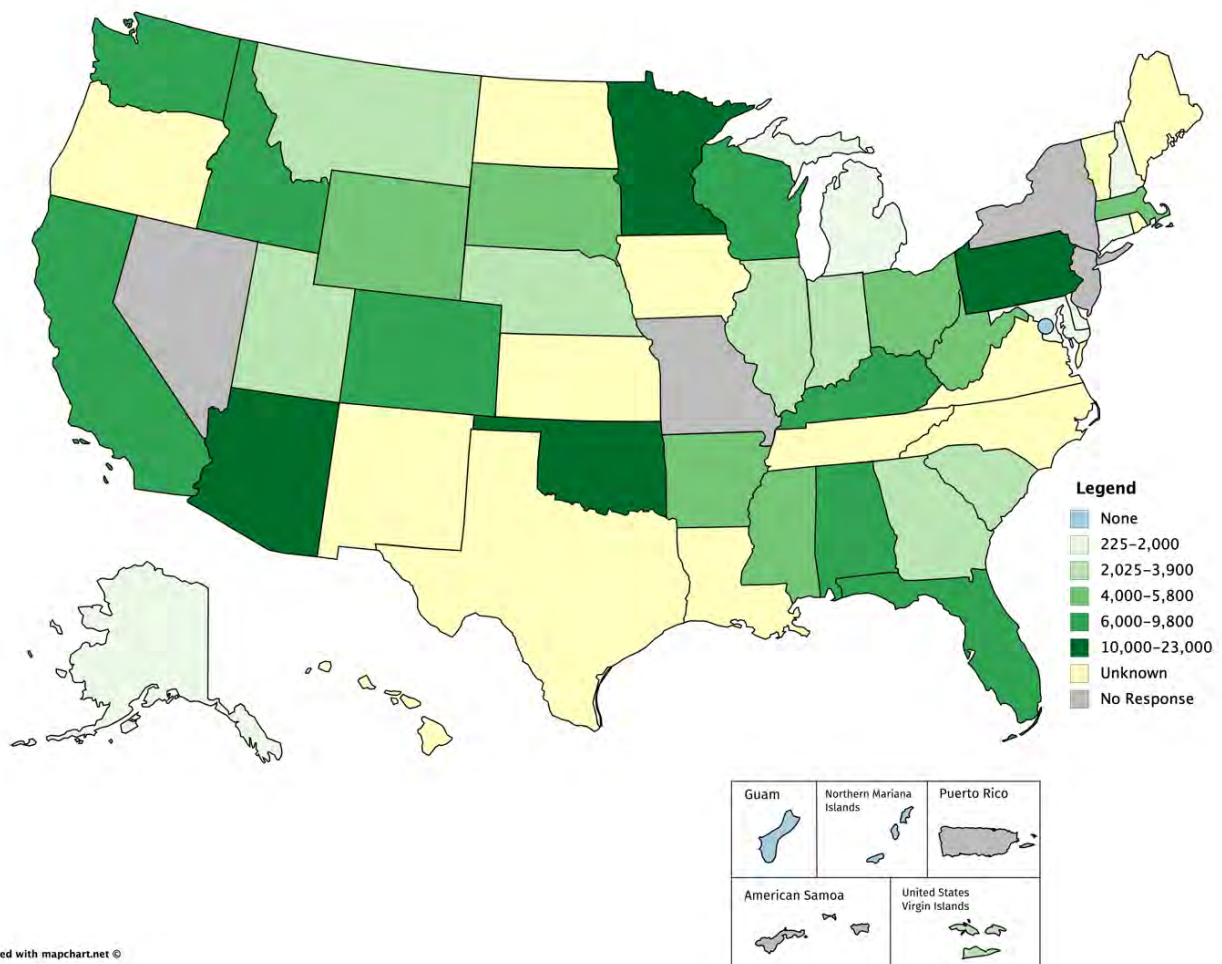 Legend
None
225–2,000
2,025–3,900
4,000–5,800
6,000–9,800
10,000–23,000
Unknown
No Response
Guam
Northern Mariana
Islands
Puerto Rico
American Samoa
United States
Virgin Islands
ed with mapchart.net ©